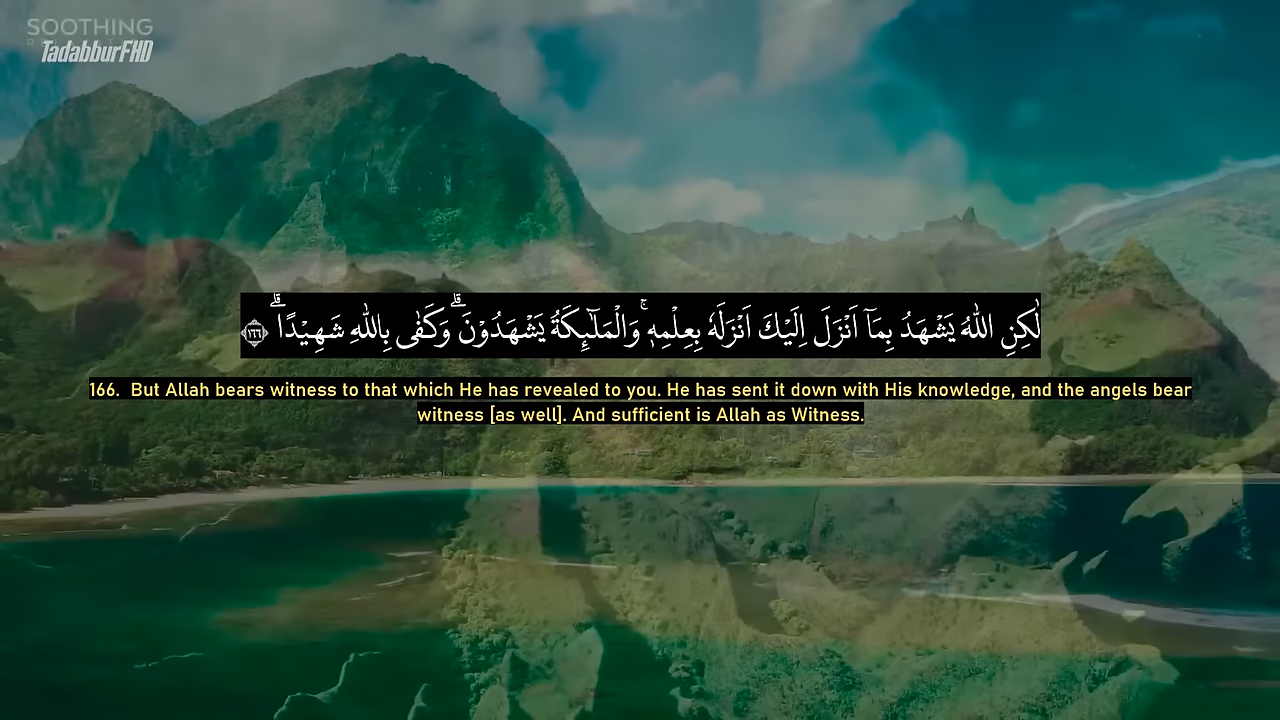 SOOTHING
TadabburFHD
لٰكِنِ اللّٰهُ يَشْهَدُ بِمَآ اَنْزَلَ اِلَيْكَ اَنْزَلَهٗ بِعِلْمِهٖ ۚ وَالْمَلٰٓئِكَةُ يَشْهَدُوْنَ ۗ وَكَفٰى بِاللّٰهِ شَهِيْدًا ۗ ﴿١٦٦﴾
166. But Allah bears witness to that which He has revealed to you. He has sent it down with His knowledge, and the angels bear
witness [as well]. And sufficient is Allah as Witness.